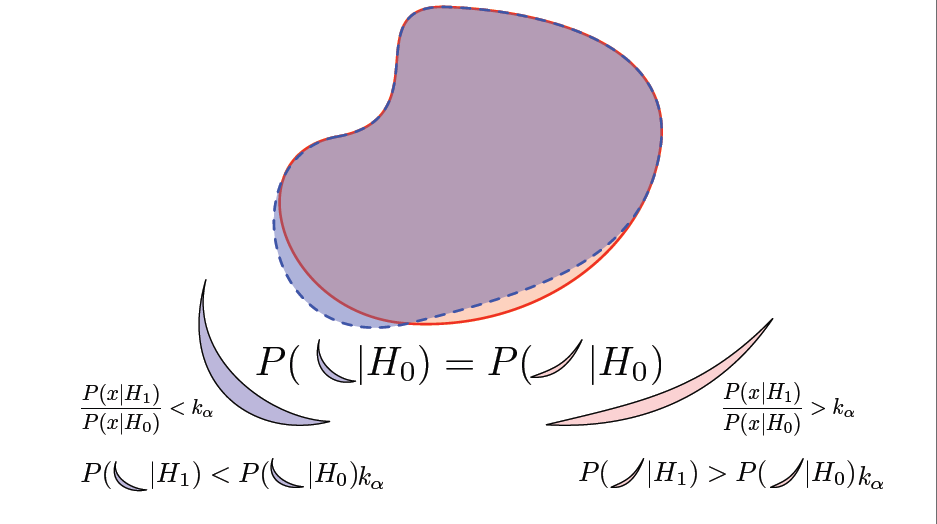 P( |H₀) = P( |H₀)
P(x|H₁)/P(x|H₀) < kα
P(x|H₁)/P(x|H₀) > kα
P( |H₁) < P( |H₀)kα
P( |H₁) > P( |H₀)kα